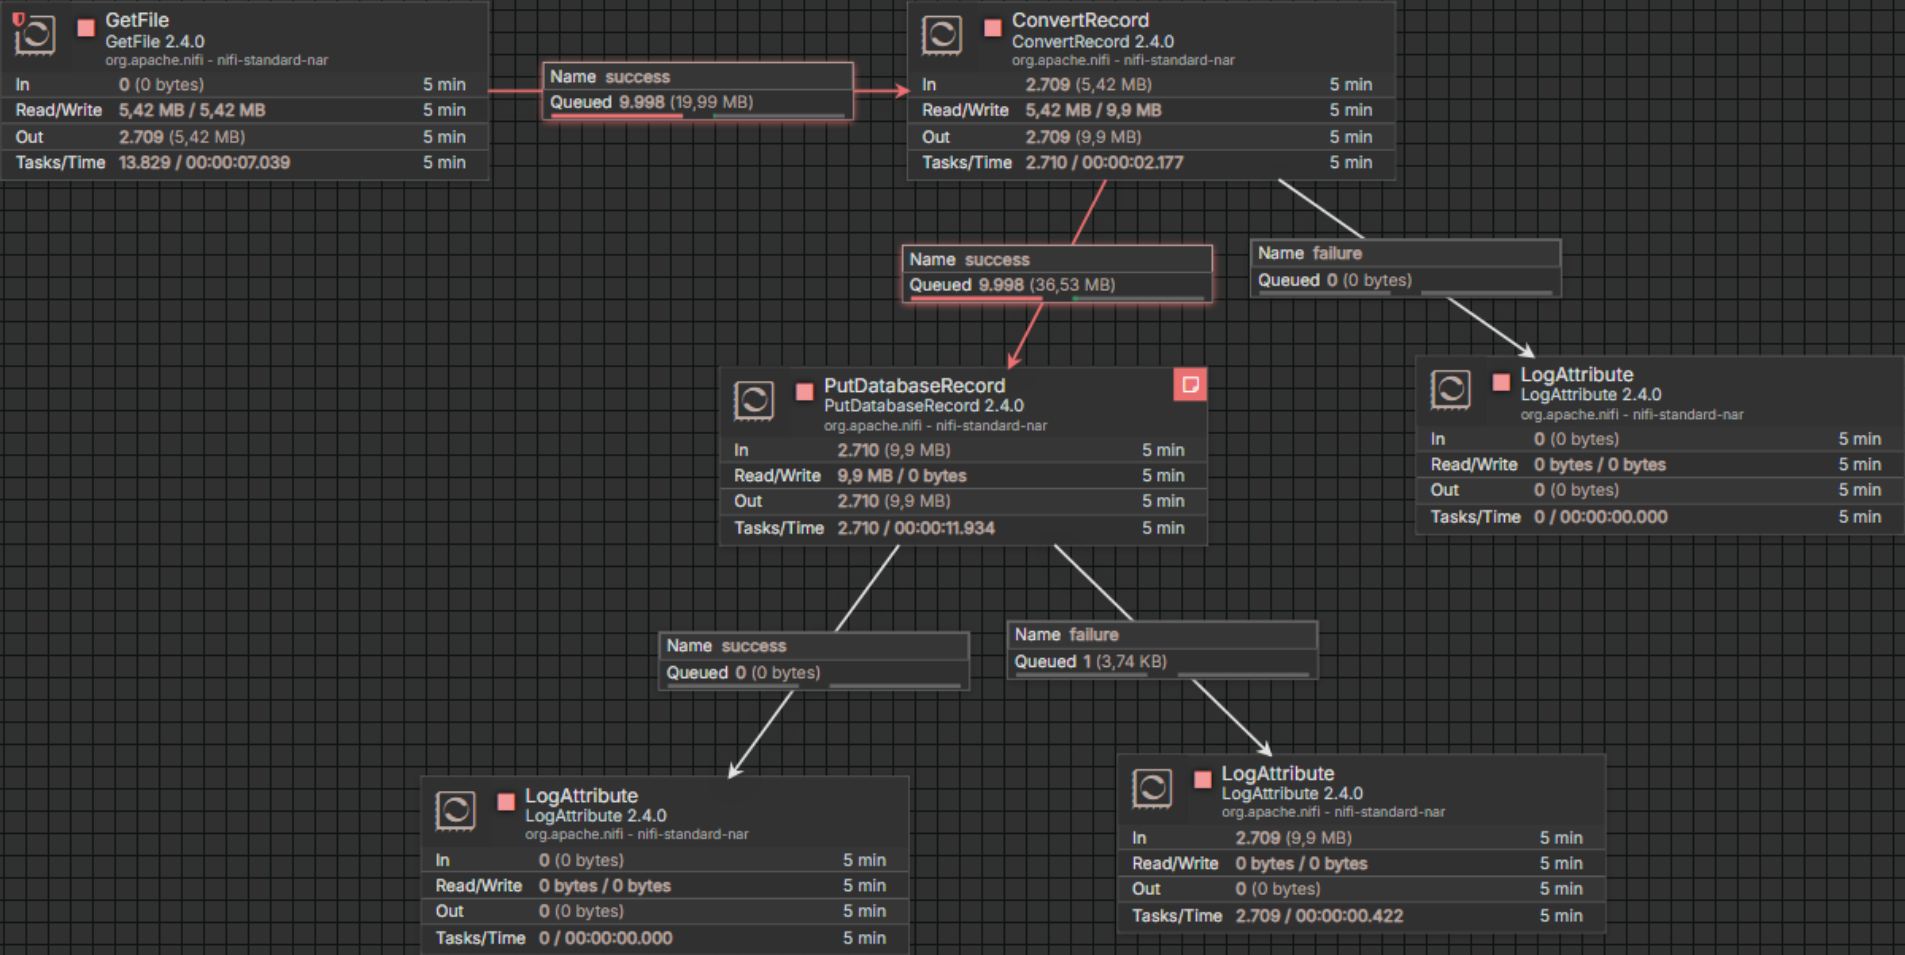 GetFile
GetFile 2.4.0
org.apache.nifi - nifi-standard-nar
In 0 (0 bytes) 5 min
Read/Write 5,42 MB / 5,42 MB 5 min
Out 2.709 (5,42 MB) 5 min
Tasks/Time 13.829 / 00:00:07.039 5 min
Name success
Queued 9.998 (19,99 MB)
ConvertRecord
ConvertRecord 2.4.0
org.apache.nifi - nifi-standard-nar
In 2.709 (5,42 MB) 5 min
Read/Write 5,42 MB / 9,9 MB 5 min
Out 2.709 (9,9 MB) 5 min
Tasks/Time 2.710 / 00:00:02.177 5 min
Name success
Queued 9.998 (36,53 MB)
Name failure
Queued 0 (0 bytes)
PutDatabaseRecord
PutDatabaseRecord 2.4.0
org.apache.nifi - nifi-standard-nar
In 2.710 (9,9 MB) 5 min
Read/Write 9,9 MB / 0 bytes 5 min
Out 2.710 (9,9 MB) 5 min
Tasks/Time 2.710 / 00:00:11.934 5 min
LogAttribute
LogAttribute 2.4.0
org.apache.nifi - nifi-standard-nar
In 0 (0 bytes) 5 min
Read/Write 0 bytes / 0 bytes 5 min
Out 0 (0 bytes) 5 min
Tasks/Time 0 / 00:00:00.000 5 min
Name success
Queued 0 (0 bytes)
Name failure
Queued 1 (3,74 KB)
LogAttribute
LogAttribute 2.4.0
org.apache.nifi - nifi-standard-nar
In 0 (0 bytes) 5 min
Read/Write 0 bytes / 0 bytes 5 min
Out 0 (0 bytes) 5 min
Tasks/Time 0 / 00:00:00.000 5 min
LogAttribute
LogAttribute 2.4.0
org.apache.nifi - nifi-standard-nar
In 2.709 (9,9 MB) 5 min
Read/Write 0 bytes / 0 bytes 5 min
Out 0 (0 bytes) 5 min
Tasks/Time 2.709 / 00:00:00.422 5 min